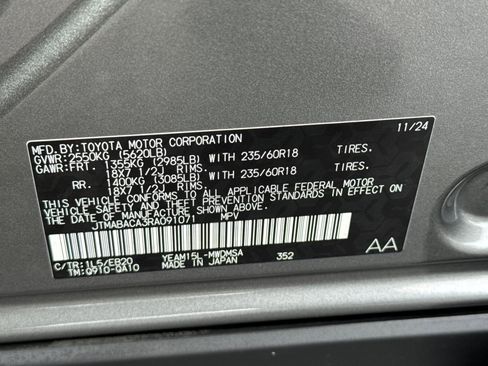 11/24
MFD.BY:TOYOTA MOTOR CORPORATION
GVWR:2550KG (5620LB)
GAWR:FRT. 1355KG (2985LB) WITH 235/60R18 TIRES.
18X7 1/2J RIMS.
RR. 1400KG (3085LB) WITH 235/60R18 TIRES.
18X7 1/2J RIMS.
THIS VEHICLE CONFORMS TO ALL APPLICABLE FEDERAL MOTOR
VEHICLE SAFETY AND THEFT PREVENTION STANDARDS IN EFFECT
ON THE DATE OF MANUFACTURE SHOWN ABOVE.
JTMABACA3RA091071 MPV
AA
C/TR:1L5/EB20 YEAM15L-MWDMSA 352
TM:Q910-QA10 MADE IN JAPAN